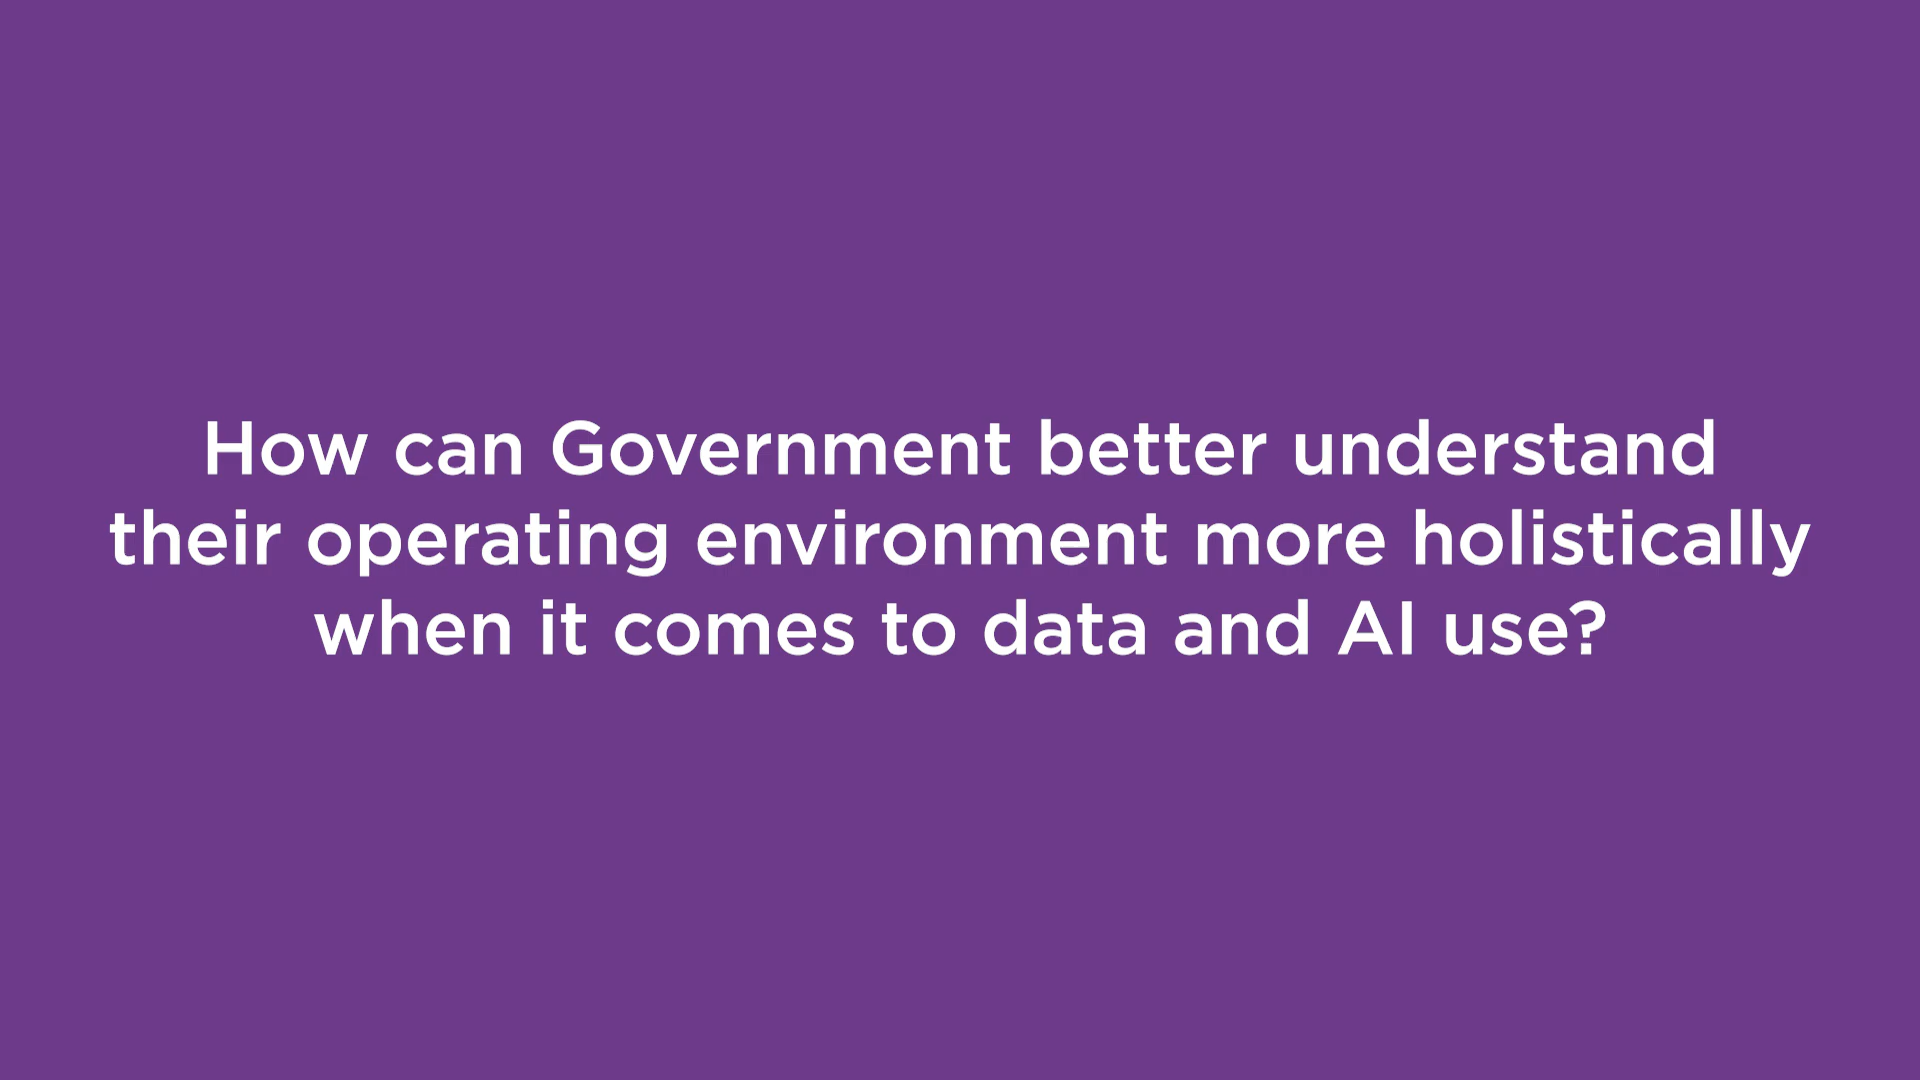 How can Government better understand
their operating environment more holistically
when it comes to data and AI use?